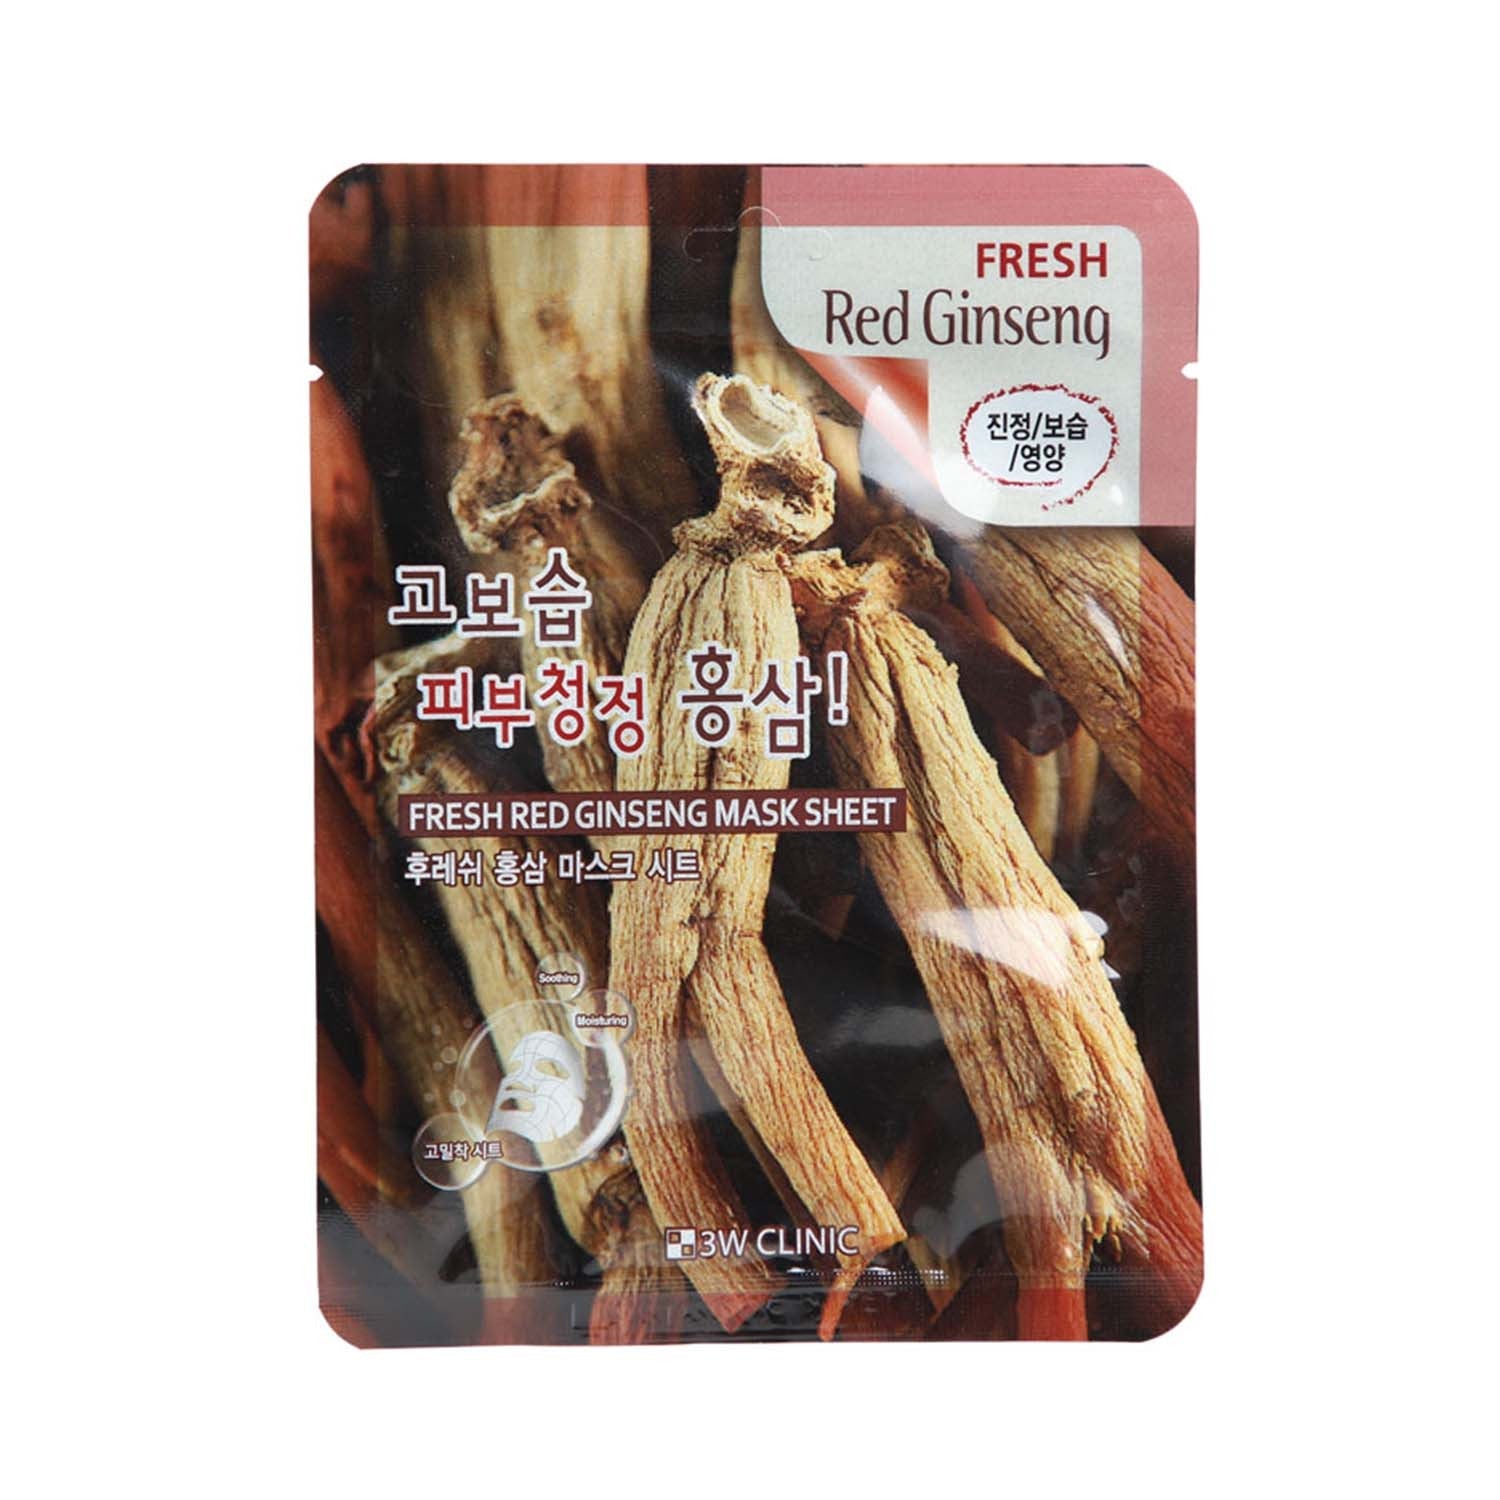 FRESH
Red Ginseng
진정/보습
/영양
고보습
피부청정 홍삼!
FRESH RED GINSENG MASK SHEET
후레쉬 홍삼 마스크 시트
Soothing
Moisturing
고밀착 시트
3W CLINIC